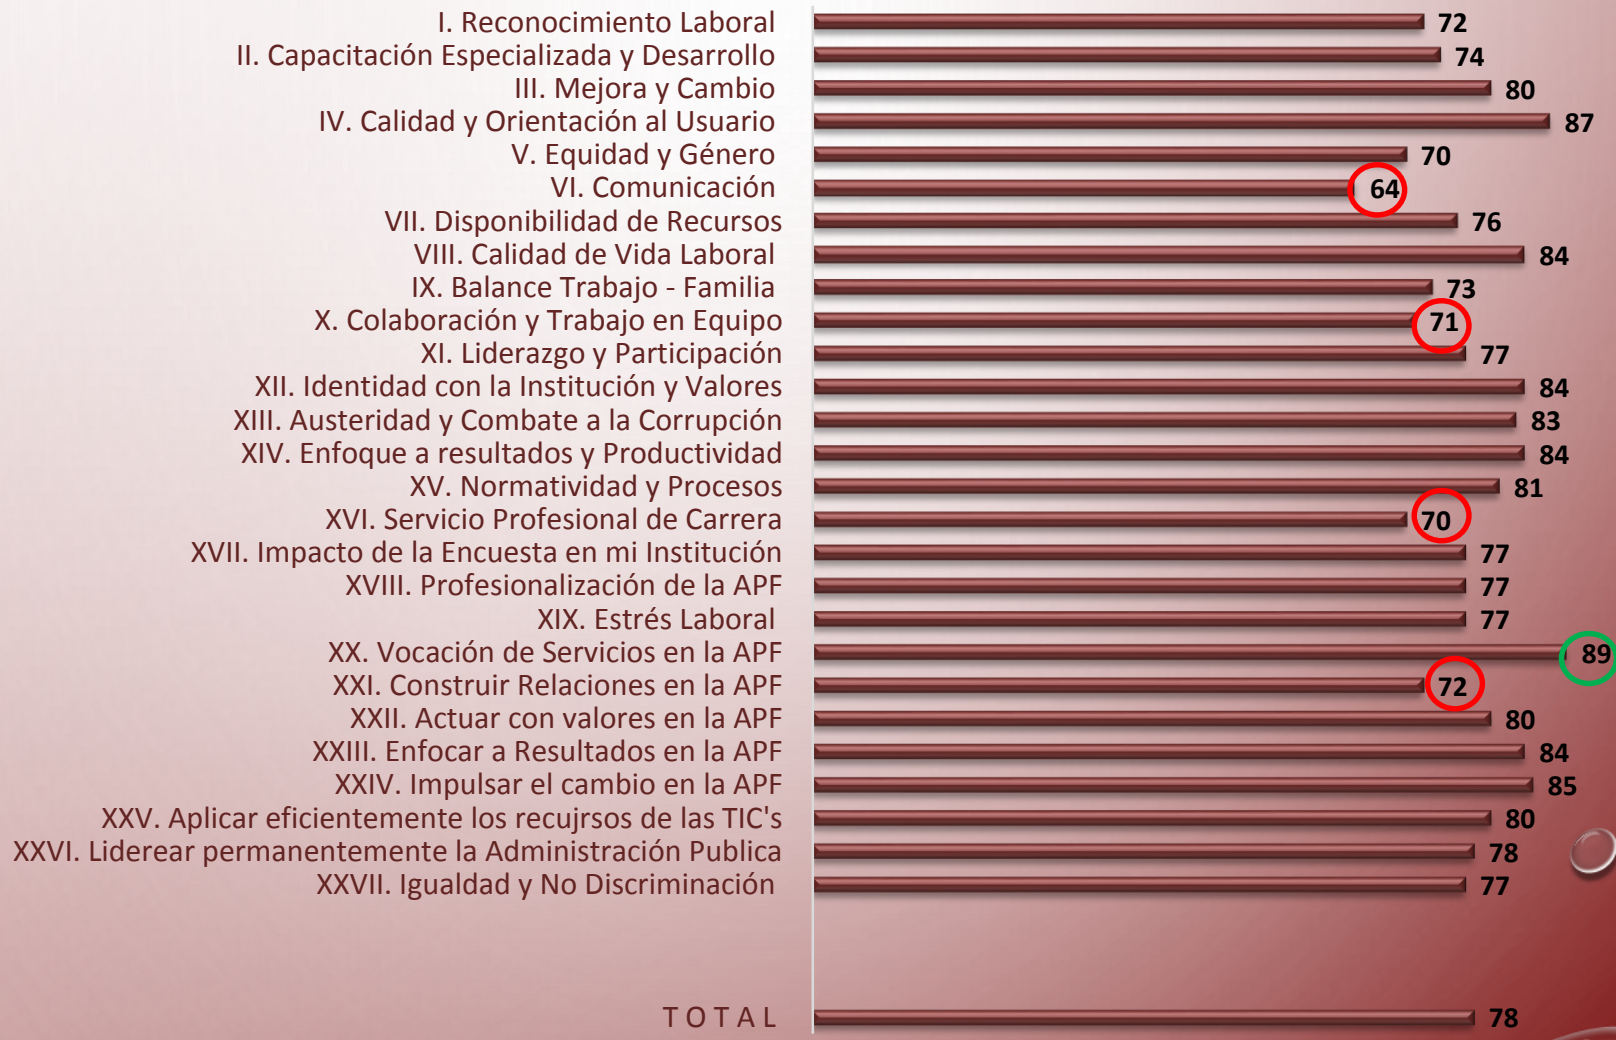 I. Reconocimiento Laboral 72
II. Capacitación Especializada y Desarrollo 74
III. Mejora y Cambio 80
IV. Calidad y Orientación al Usuario 87
V. Equidad y Género 70
VI. Comunicación 64
VII. Disponibilidad de Recursos 76
VIII. Calidad de Vida Laboral 84
IX. Balance Trabajo - Familia 73
X. Colaboración y Trabajo en Equipo 71
XI. Liderazgo y Participación 77
XII. Identidad con la Institución y Valores 84
XIII. Austeridad y Combate a la Corrupción 83
XIV. Enfoque a resultados y Productividad 84
XV. Normatividad y Procesos 81
XVI. Servicio Profesional de Carrera 70
XVII. Impacto de la Encuesta en mi Institución 77
XVIII. Profesionalización de la APF 77
XIX. Estrés Laboral 77
XX. Vocación de Servicios en la APF 89
XXI. Construir Relaciones en la APF 72
XXII. Actuar con valores en la APF 80
XXIII. Enfocar a Resultados en la APF 84
XXIV. Impulsar el cambio en la APF 85
XXV. Aplicar eficientemente los recujrsos de las TIC's 80
XXVI. Liderear permanentemente la Administración Publica 78
XXVII. Igualdad y No Discriminación 77
T O T A L 78